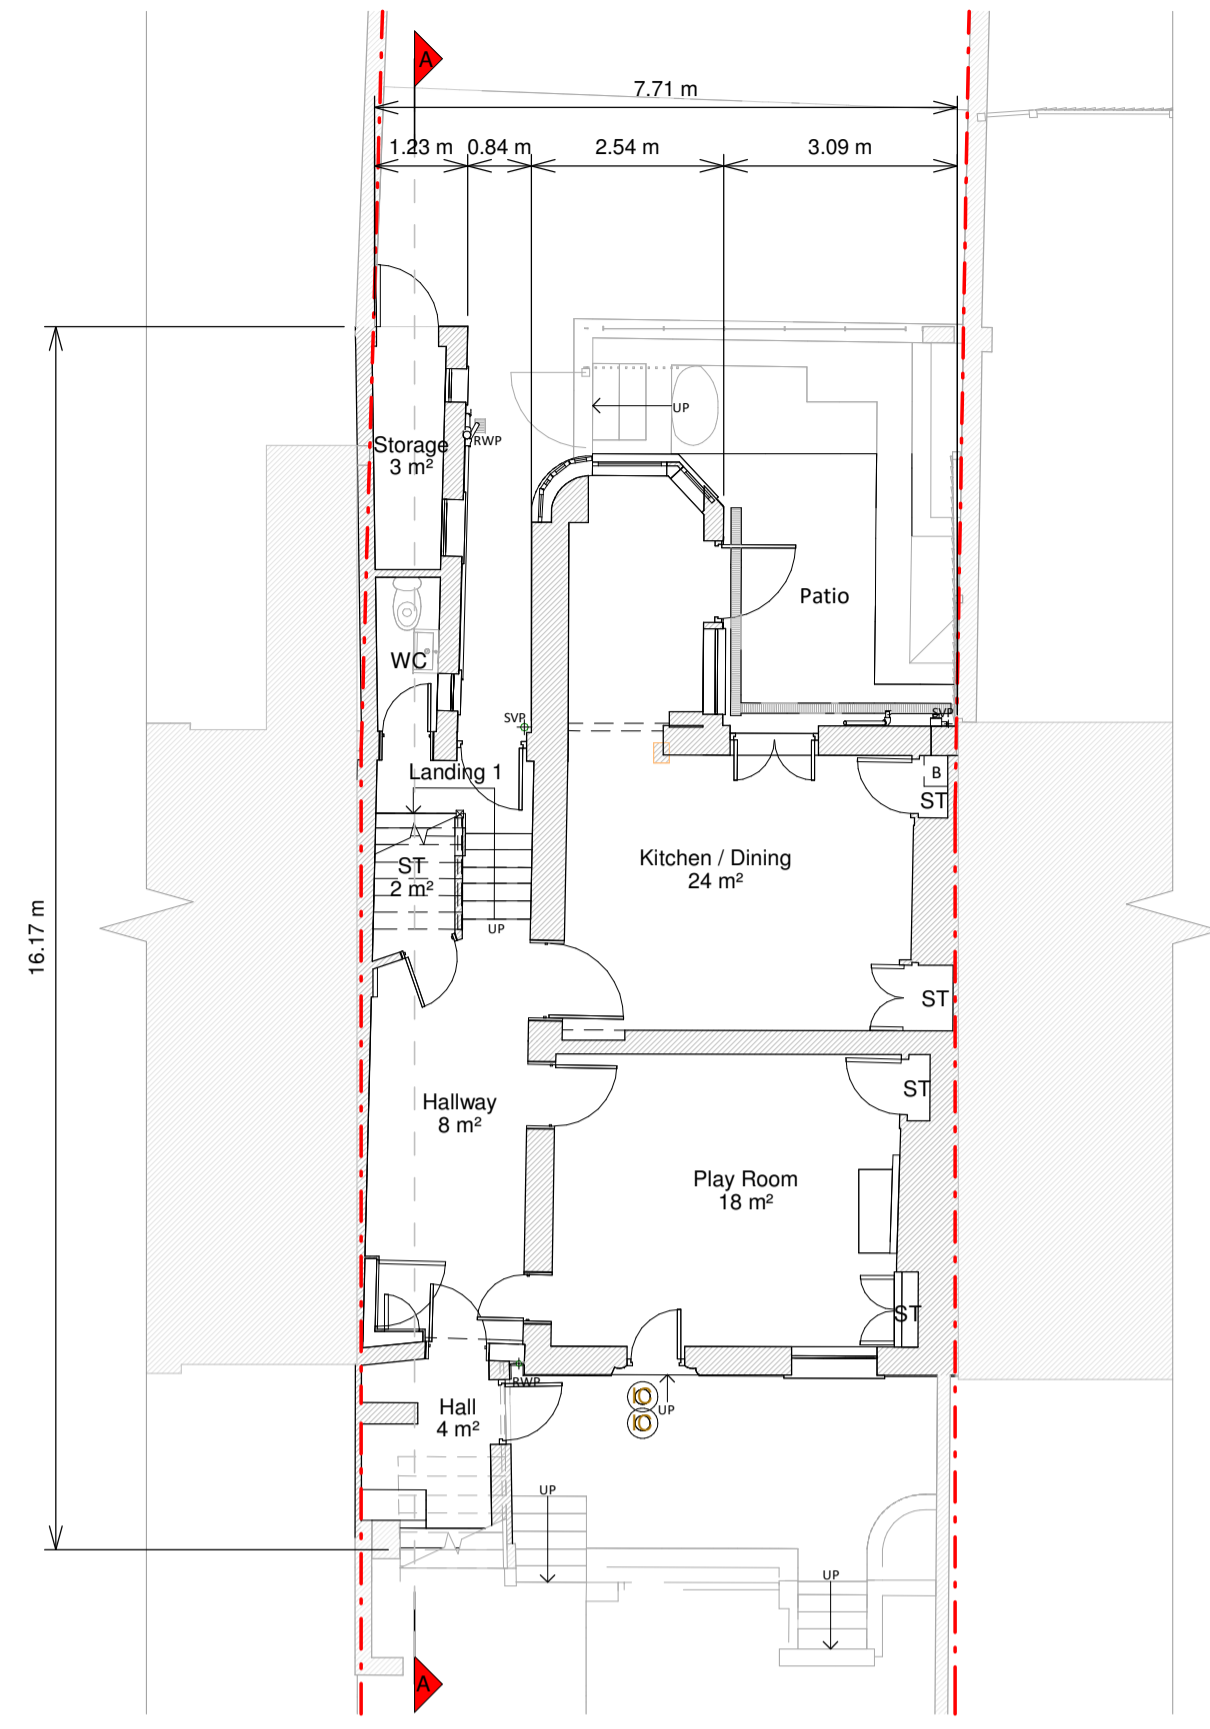 A
7.71 m
1.23 m 0.84 m 2.54 m 3.09 m
UP
RWP
Storage
3 m²
Patio
WC
SVP
SVP
Landing 1
B
ST
Kitchen / Dining
24 m²
ST
2 m²
UP
16.17 m
ST
ST
Hallway
8 m²
Play Room
18 m²
ST
RWP
IC
IC
UP
Hall
4 m²
UP
UP
A